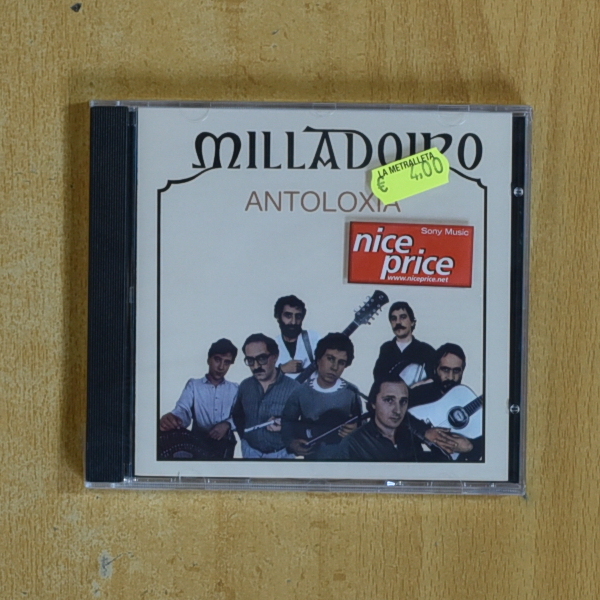 MILLADOIRO
LA METRALLETA
€ 4,00
ANTOLOXIA
Sony Music
nice
price
www.niceprice.net